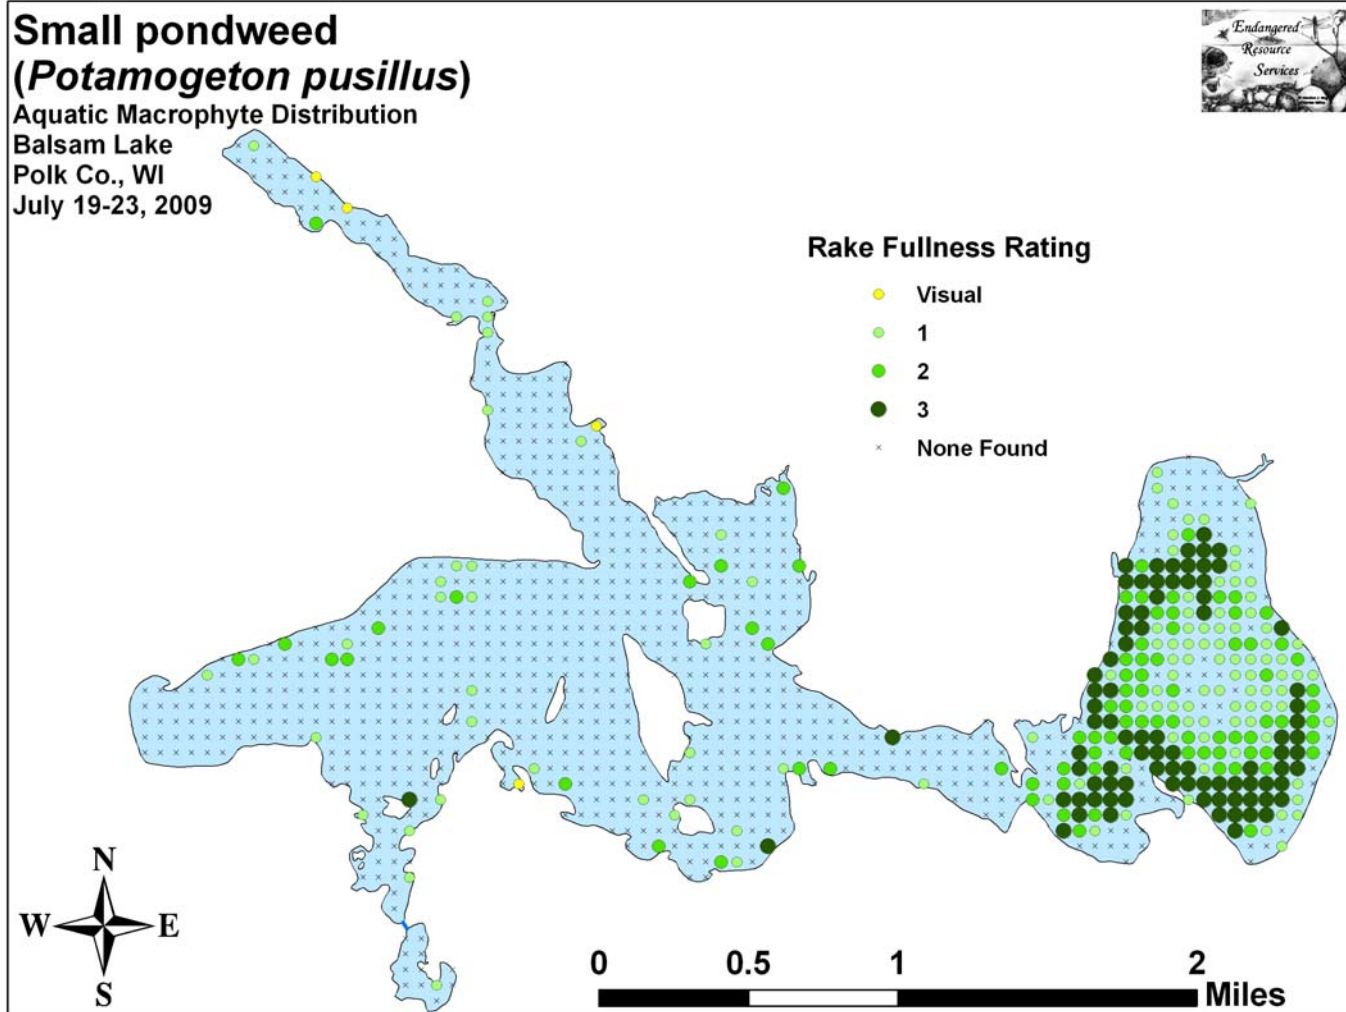 Small pondweed
(Potamogeton pusillus)
Aquatic Macrophyte Distribution
Balsam Lake
Polk Co., WI
July 19-23, 2009
Endangered
Resource
Services
Rake Fullness Rating
Visual
1
2
3
None Found
N
W E
S
0 0.5 1 2
Miles